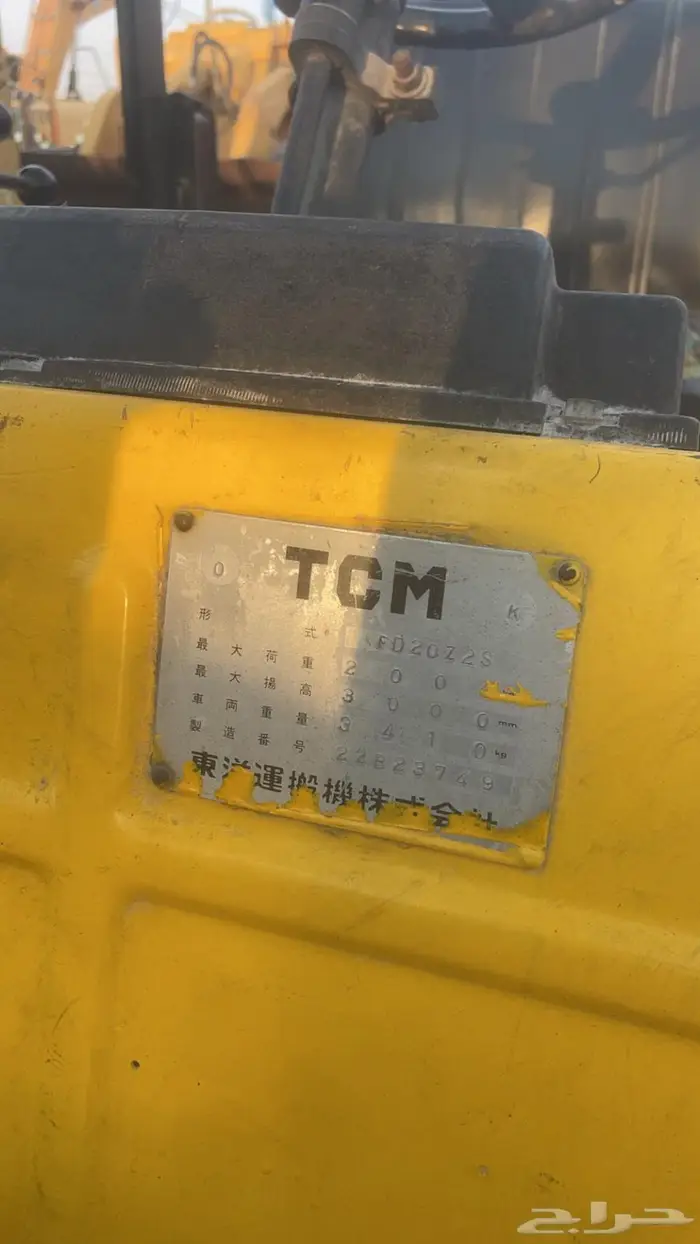 O TCM K
形式 FD20Z2S
最大荷重 200
最大揚高 3000 mm
車両重量 3410 kg
製造番号 22B23749
東洋運搬機株式会社
حراج